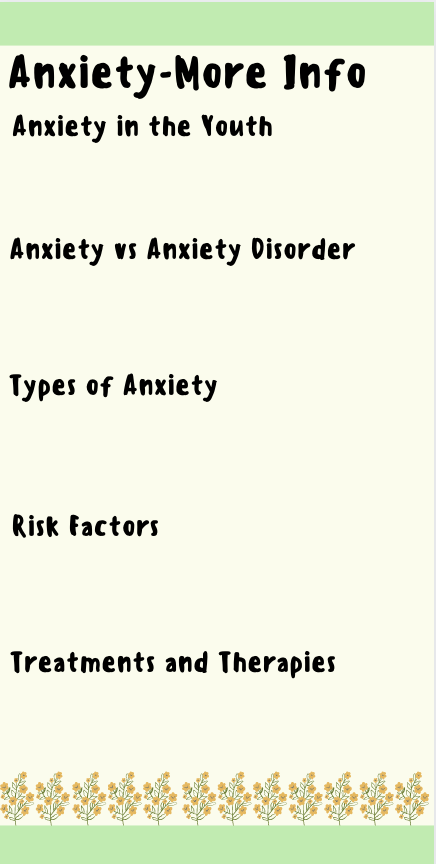 Anxiety-More Info
Anxiety in the Youth
Anxiety vs Anxiety Disorder
Types of Anxiety
Risk Factors
Treatments and Therapies